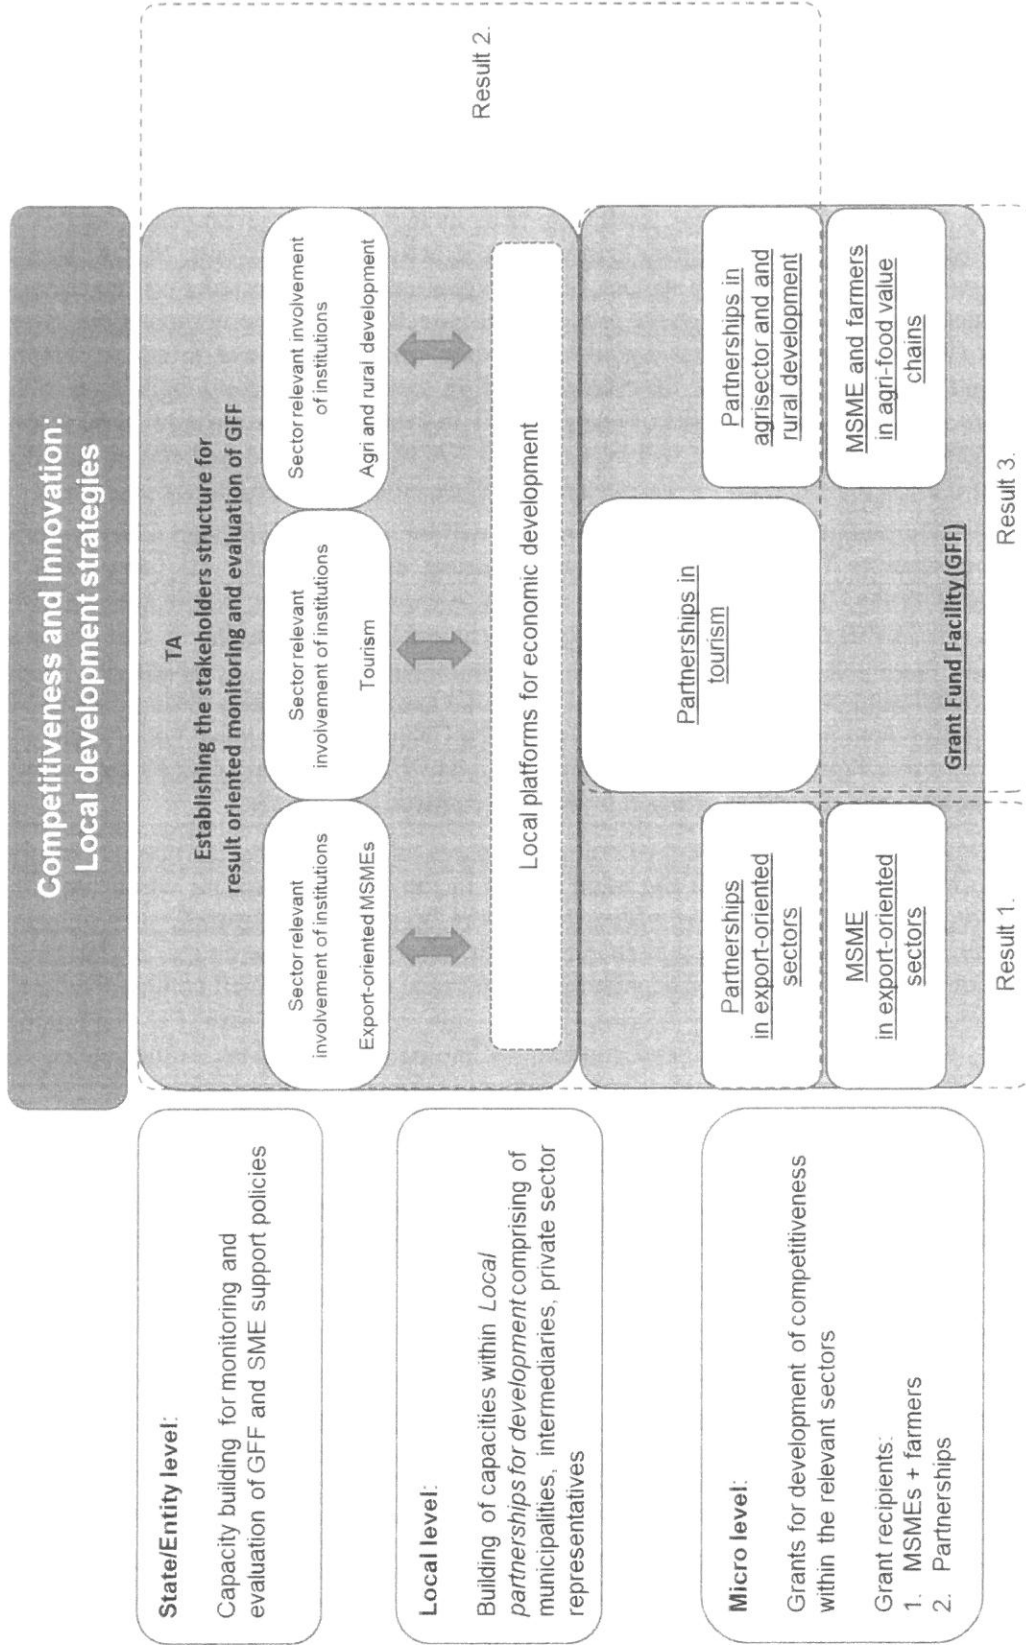 Competitiveness and Innovation:
Local development strategies
State/Entity level:
Capacity building for monitoring and
evaluation of GFF and SME support policies
Local level:
Building of capacities within Local
partnerships for development comprising of
municipalities, intermediaries, private sector
representatives
Micro level:
Grants for development of competitiveness
within the relevant sectors
Grant recipients:
1. MSMEs + farmers
2. Partnerships
TA
Establishing the stakeholders structure for
result oriented monitoring and evaluation of GFF
Sector relevant
involvement of institutions
Export-oriented MSMEs
Sector relevant
involvement of institutions
Tourism
Sector relevant involvement
of institutions
Agri and rural development
Local platforms for economic development
Partnerships
in export-oriented
sectors
Partnerships in
tourism
Partnerships in
agrisector and and
rural development
MSME
in export-oriented
sectors
MSME and farmers
in agri-food value
chains
Grant Fund Facility(GFF)
Result 1.
Result 3.
Result 2.